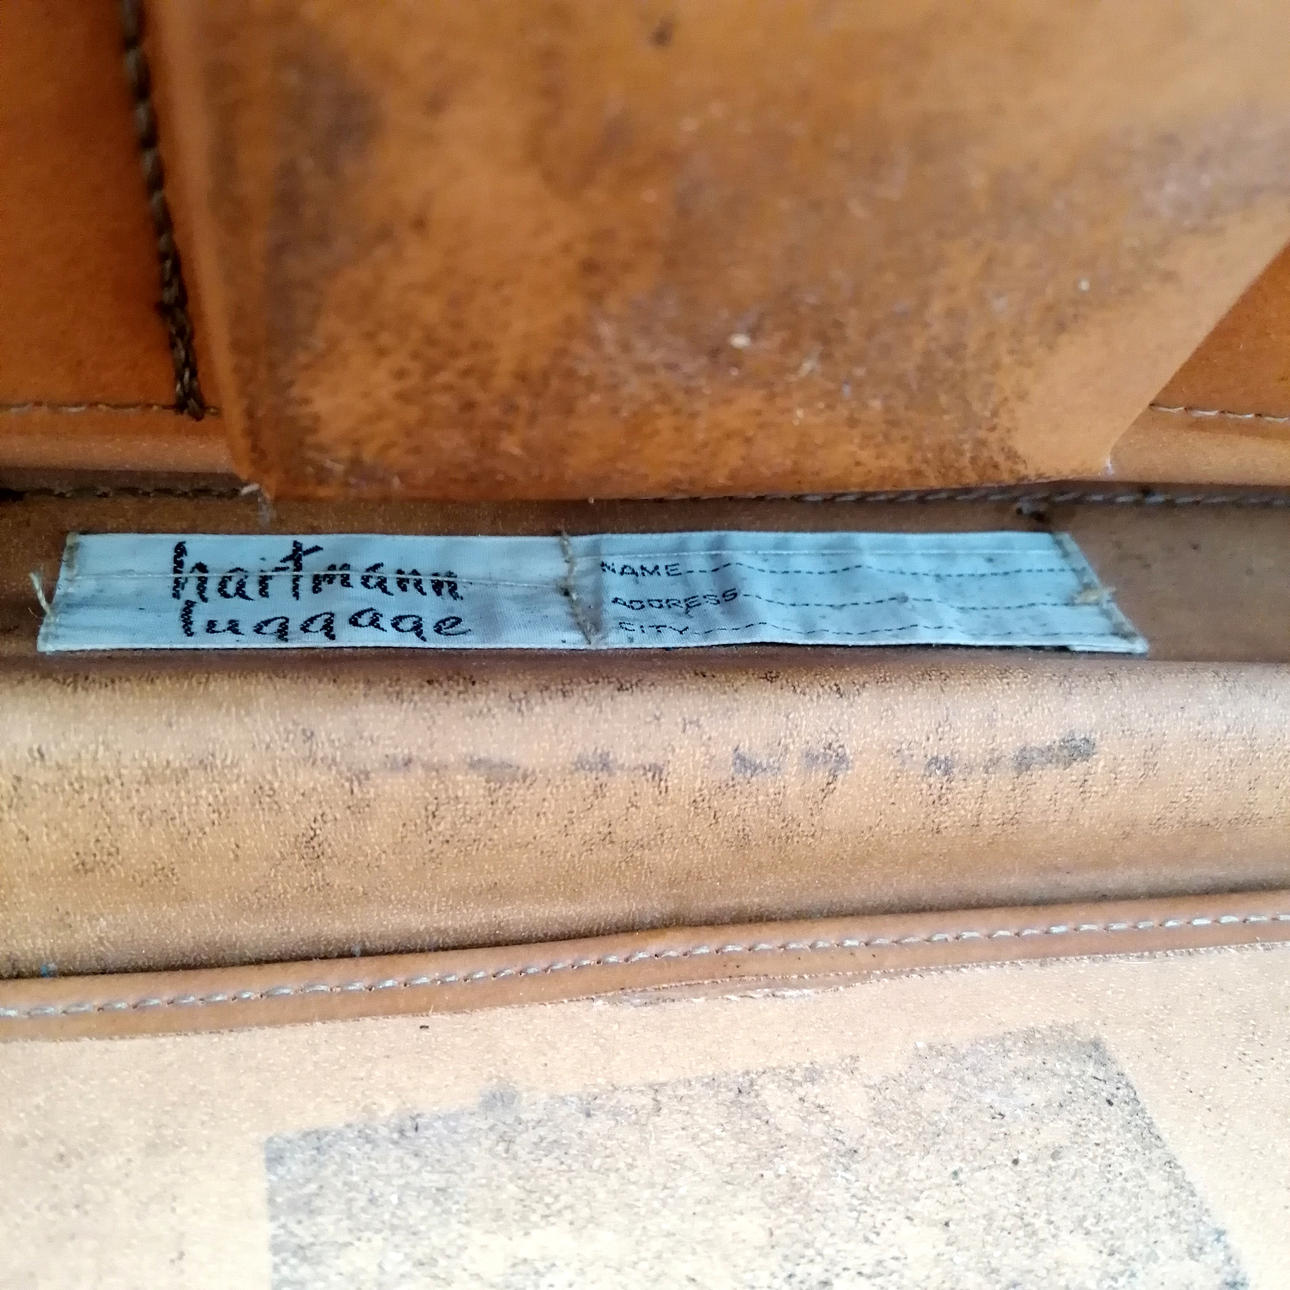 hartmann
luggage
NAME
ADDRESS
CITY